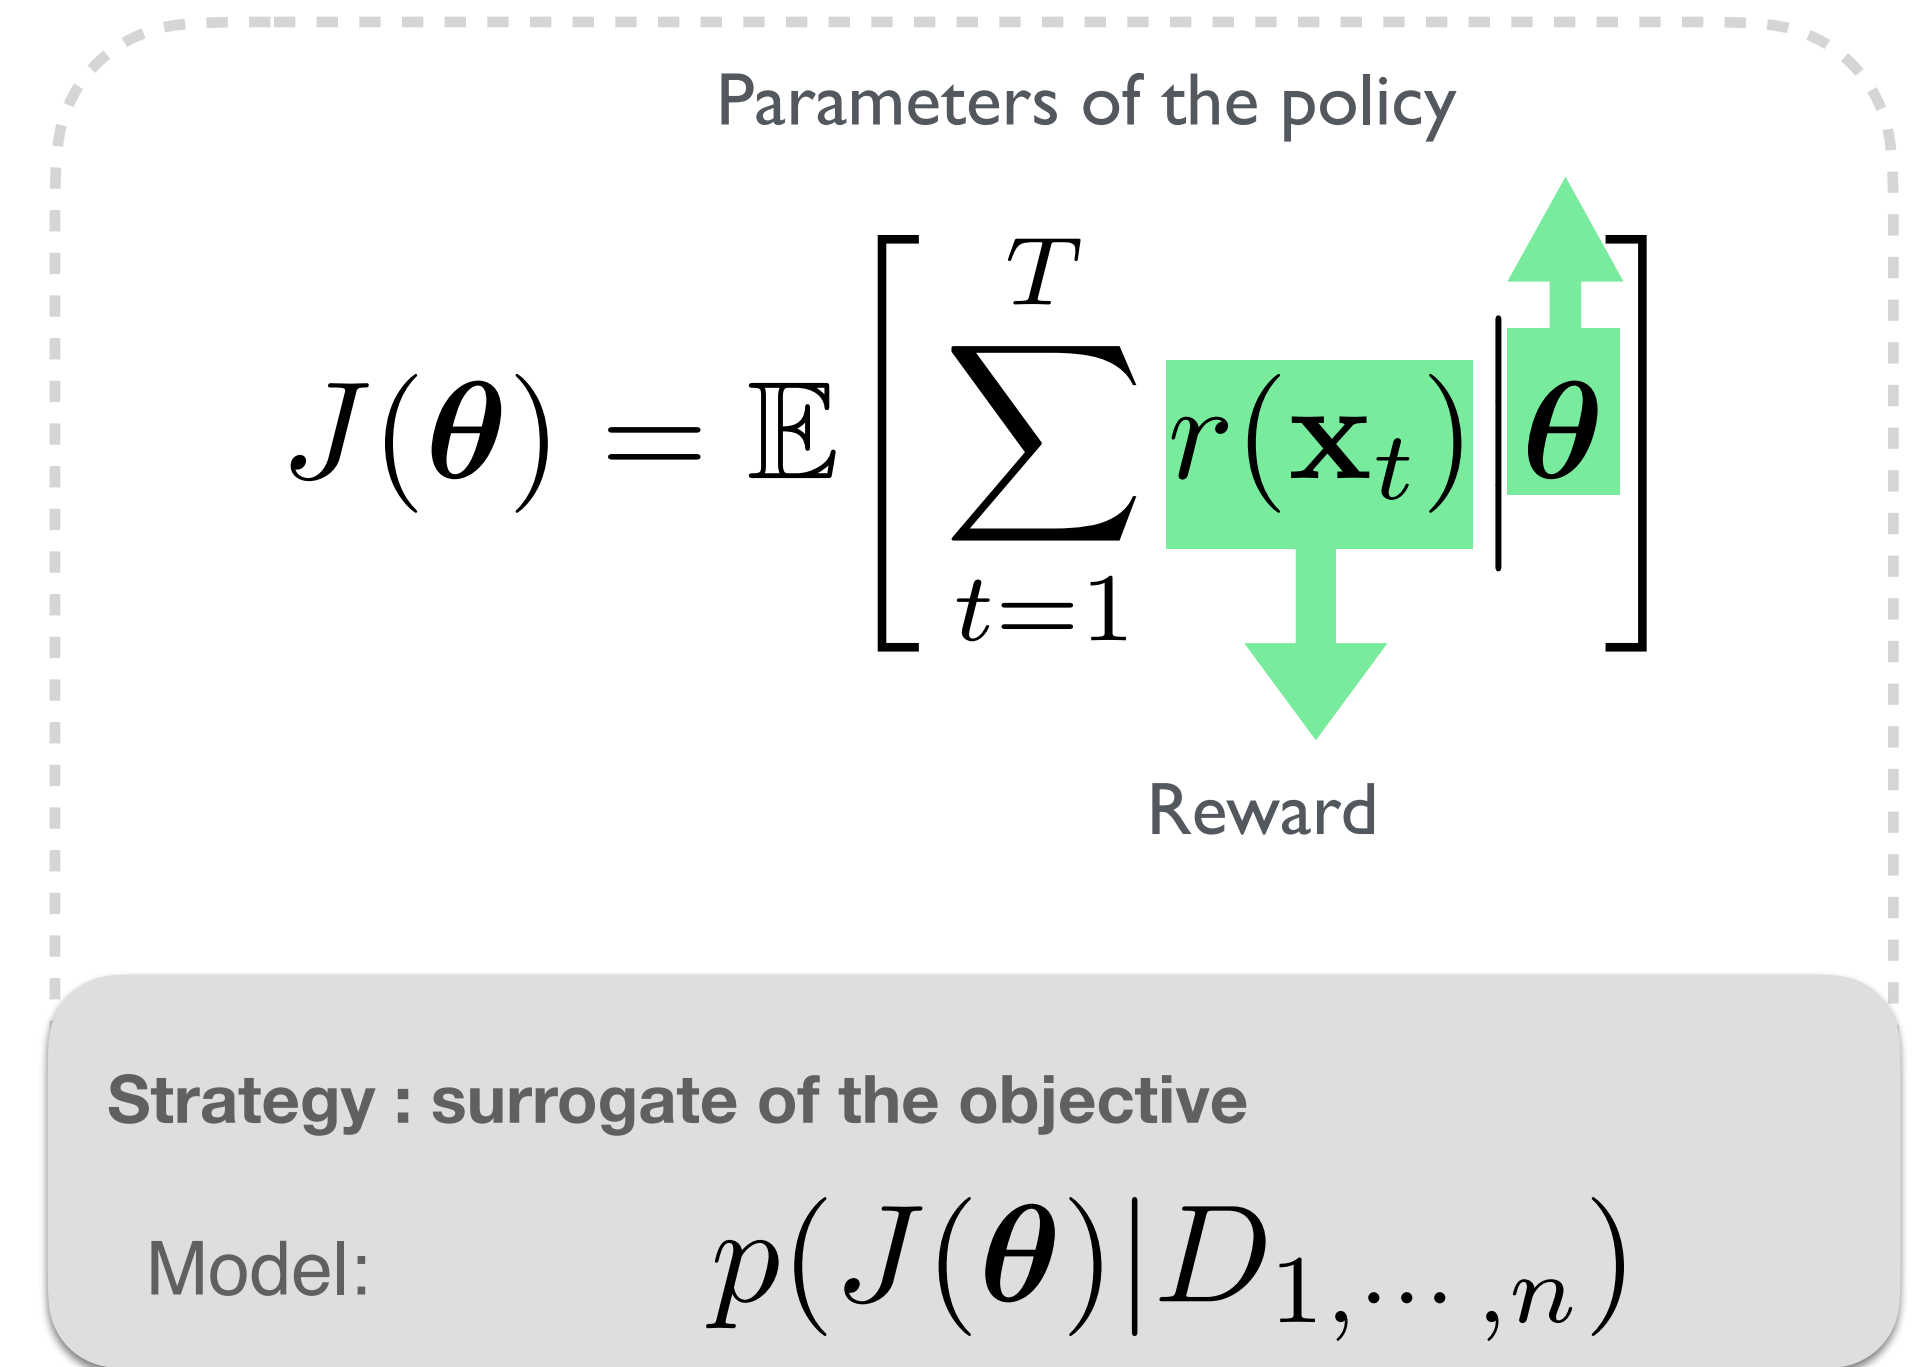 Parameters of the policy
J(θ) = 𝔼[∑_{t=1}^{T} r(x_t)|θ]
Reward
Strategy : surrogate of the objective
Model: p(J(θ)|D_{1,⋯,n})